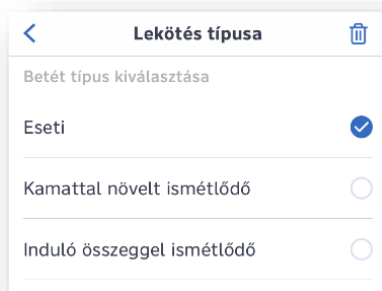 Lekötés típusa
Betét típus kiválasztása
Eseti
Kamattal növelt ismétlődő
Induló összeggel ismétlődő